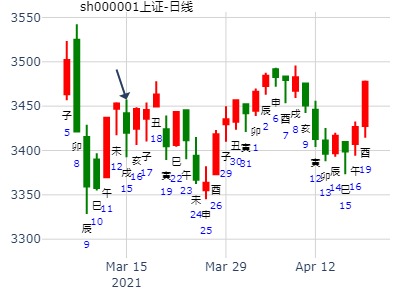 sh000001上证-日线
3550
3500
3450
3400
3350
3300
子
5
卯
8
辰
9
巳
10
午
11
未
12
戌
15
亥
16
子
17
丑
18
寅
19
巳
22
午
23
未
24
申
25
酉
26
子
29
丑
30
寅
31
卯
1
辰
2
申
6
酉
7
戌
8
亥
9
寅
12
卯
13
辰
14
巳
15
午
16
酉
19
Mar 15
2021
Mar 29
Apr 12